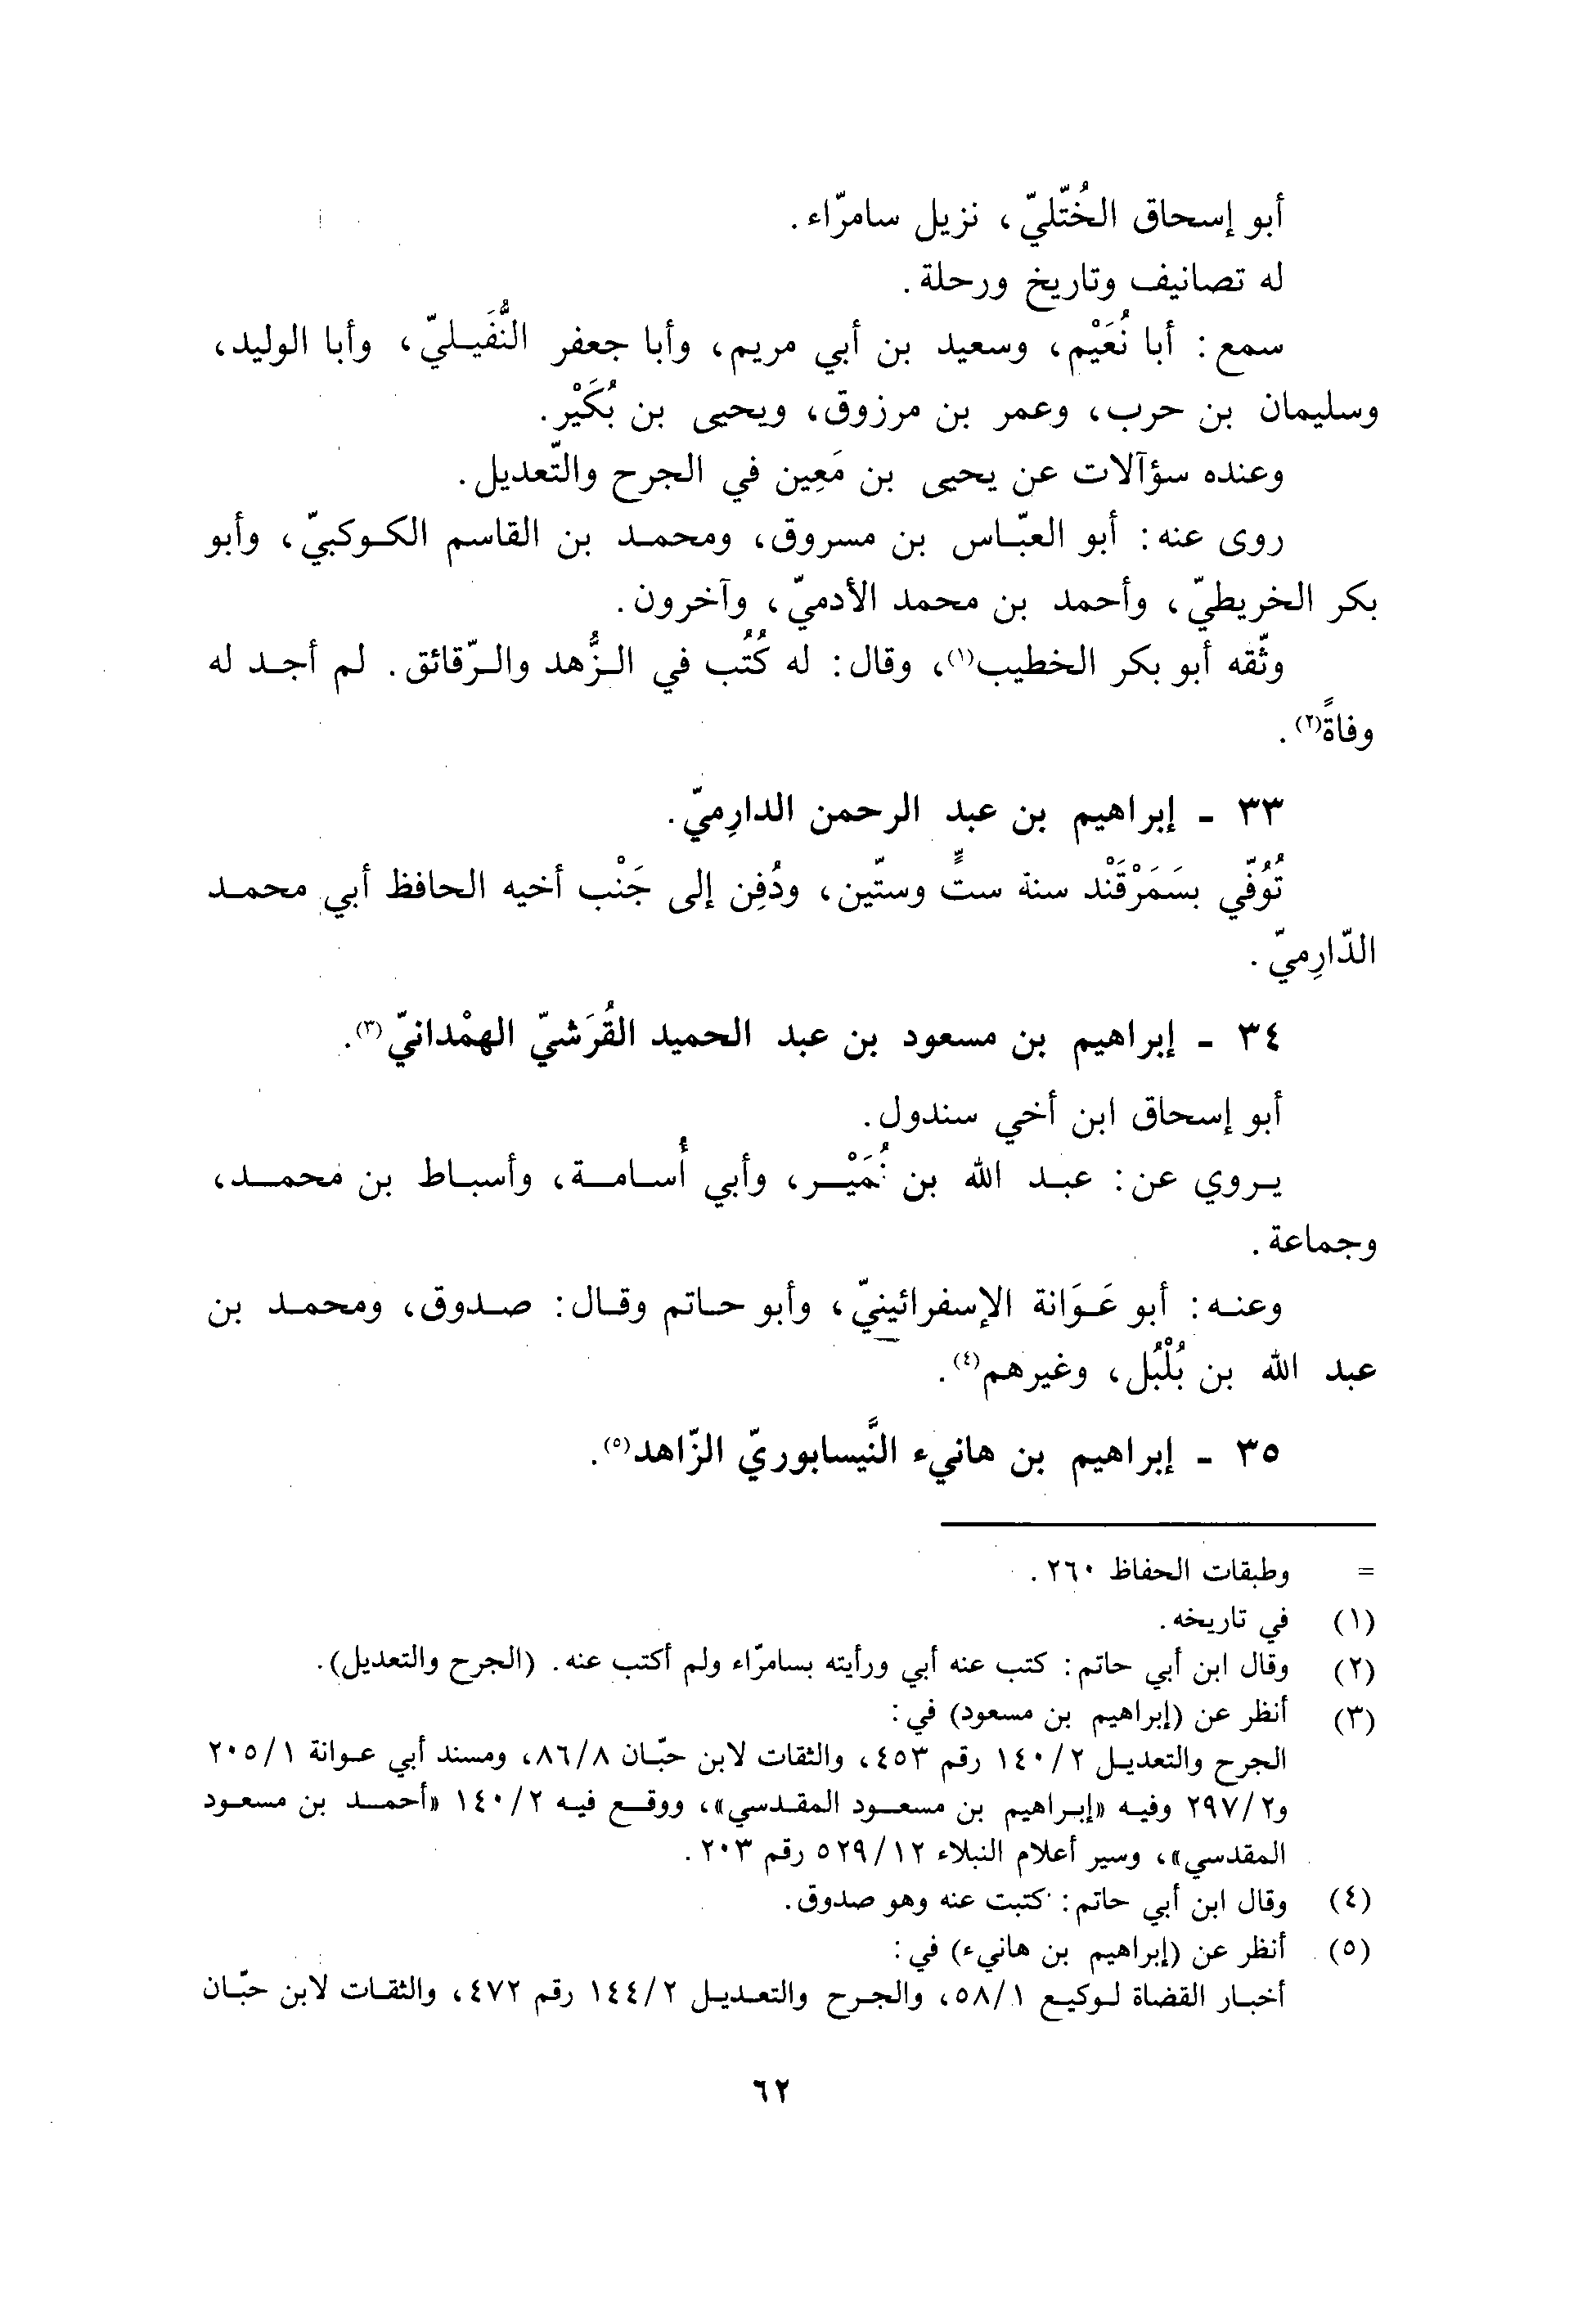 أبو إسحاق الخُتّليّ، نزيل سامرّاء.
له تصانيف وتاريخ ورحلة.
سمع: أبا نُعَيْم، وسعيد بن أبي مريم، وأبا جعفر النُّفَيليّ، وأبا الوليد،
وسليمان بن حرب، وعمر بن مرزوق، ويحيى بن بُكَيْر.
وعنده سؤآلات عن يحيى بن مَعِين في الجرح والتّعديل.
روى عنه: أبو العبّاس بن مسروق، ومحمد بن القاسم الكوكبيّ، وأبو
بكر الخريطيّ، وأحمد بن محمد الأدميّ، وآخرون.
وثّقه أبو بكر الخطيب(١)، وقال: له كُتُب في الزُّهد والرّقائق. لم أجد له
وفاةً(٢).
٣٣ - إبراهيم بن عبد الرحمن الدارِميّ.
تُوُفّي بسَمَرْقَنْد سنة ستٍّ وستّين، ودُفِن إلى جَنْب أخيه الحافظ أبي محمد
الدّارِميّ.
٣٤ - إبراهيم بن مسعود بن عبد الحميد القُرَشيّ الهمْدانيّ(٣).
أبو إسحاق ابن أخي سندول.
يروي عن: عبد الله بن نُمَيْر، وأبي أُسامة، وأسباط بن محمد،
وجماعة.
وعنه: أبو عَوَانة الإسفرائينيّ، وأبو حاتم وقال: صدوق، ومحمد بن
عبد الله بن بُلْبُل، وغيرهم(٤).
٣٥ - إبراهيم بن هانيء النَّيسابوريّ الزّاهد(٥).
= وطبقات الحفاظ ٢٦٠.
(١) في تاريخه.
(٢) وقال ابن أبي حاتم: كتب عنه أبي ورأيته بسامرّاء ولم أكتب عنه. (الجرح والتعديل).
(٣) أنظر عن (إبراهيم بن مسعود) في:
الجرح والتعديل ١٤٠/٢ رقم ٤٥٣، والثقات لابن حبّان ٨٦/٨، ومسند أبي عوانة ٢٠٥/١
و٢٩٧/٢ وفيه «إبراهيم بن مسعود المقدسي»، ووقع فيه ١٤٠/٢ «أحمد بن مسعود
المقدسي»، وسير أعلام النبلاء ٥٢٩/١٢ رقم ٢٠٣.
(٤) وقال ابن أبي حاتم: كتبت عنه وهو صدوق.
(٥) أنظر عن (إبراهيم بن هانيء) في:
أخبار القضاة لوكيع ٥٨/١، والجرح والتعديل ١٤٤/٢ رقم ٤٧٢، والثقات لابن حبّان
٦٢